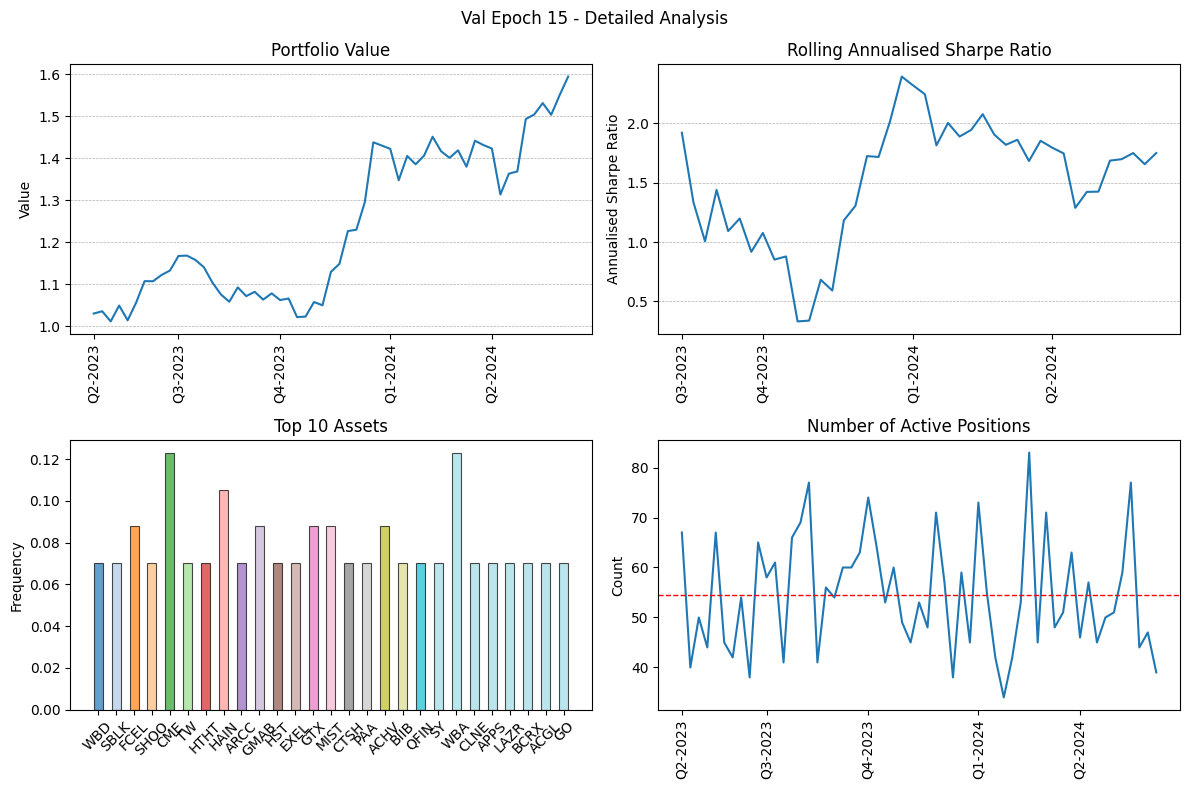 Val Epoch 15 - Detailed Analysis
Portfolio Value
Value
1.6
1.5
1.4
1.3
1.2
1.1
1.0
Q2-2023
Q3-2023
Q4-2023
Q1-2024
Q2-2024
Rolling Annualised Sharpe Ratio
Annualised Sharpe Ratio
2.0
1.5
1.0
0.5
Q3-2023
Q4-2023
Q1-2024
Q2-2024
Top 10 Assets
Frequency
0.12
0.10
0.08
0.06
0.04
0.02
0.00
WBD
SBLK
FCEL
SHOO
CME
TW
HTHT
HAIN
ARCC
GMAB
HST
EXEL
GTX
MIST
CTSH
PAA
ACHV
BIIB
QFIN
SY
WBA
CLNE
APPS
LAZR
BCRX
ACGL
GO
Number of Active Positions
Count
80
70
60
50
40
Q2-2023
Q3-2023
Q4-2023
Q1-2024
Q2-2024